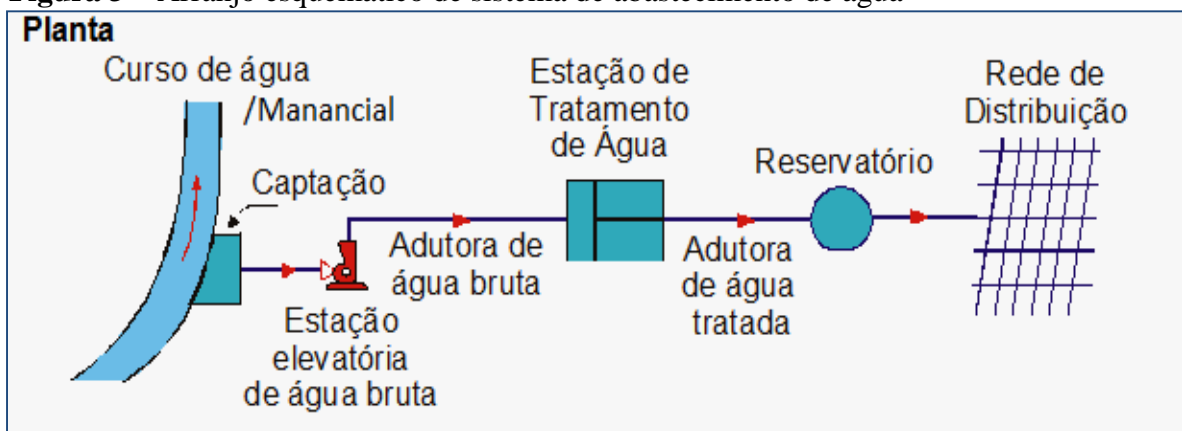 Planta
Curso de água
/Manancial
Captação
Estação
elevatória
de água bruta
Adutora de
água bruta
Estação de
Tratamento
de Água
Adutora
de água
tratada
Reservatório
Rede de
Distribuição